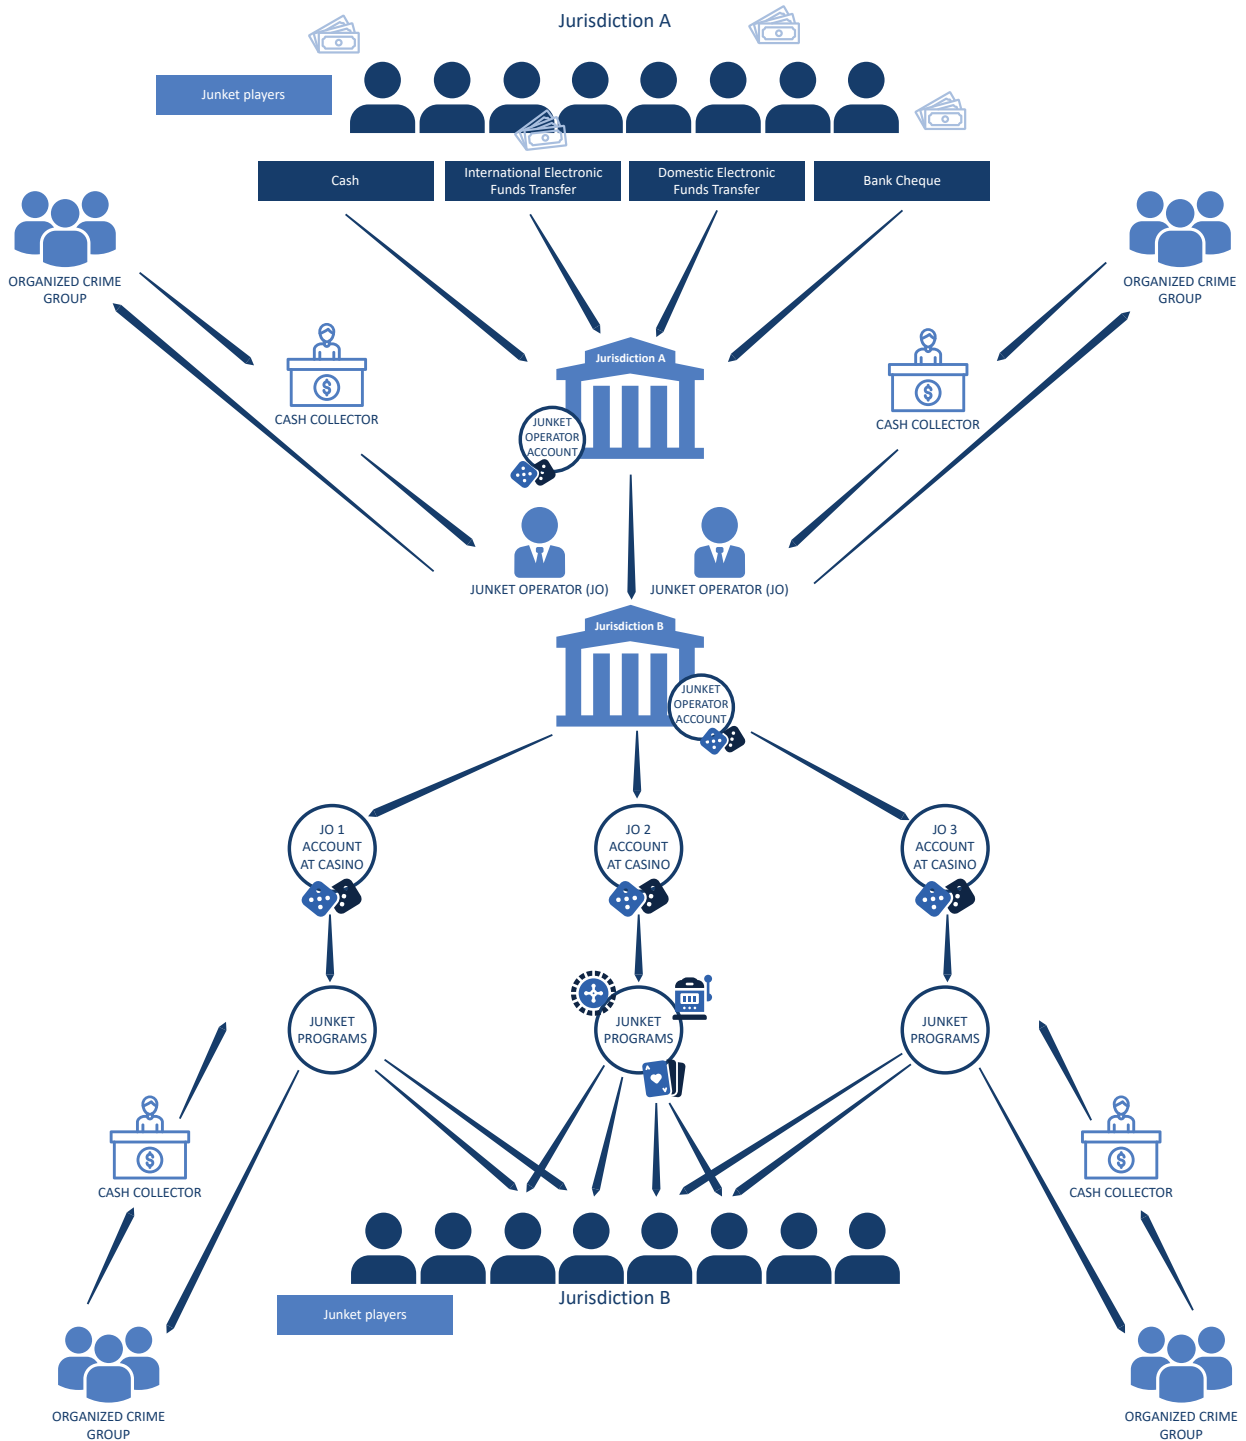 Jurisdiction A
Junket players
Cash
International Electronic
Funds Transfer
Domestic Electronic
Funds Transfer
Bank Cheque
ORGANIZED CRIME
GROUP
ORGANIZED CRIME
GROUP
Jurisdiction A
CASH COLLECTOR
JUNKET
OPERATOR
ACCOUNT
CASH COLLECTOR
JUNKET OPERATOR (JO)
JUNKET OPERATOR (JO)
Jurisdiction B
JUNKET
OPERATOR
ACCOUNT
JO 1
ACCOUNT
AT CASINO
JO 2
ACCOUNT
AT CASINO
JO 3
ACCOUNT
AT CASINO
JUNKET
PROGRAMS
JUNKET
PROGRAMS
JUNKET
PROGRAMS
CASH COLLECTOR
CASH COLLECTOR
Jurisdiction B
Junket players
ORGANIZED CRIME
GROUP
ORGANIZED CRIME
GROUP